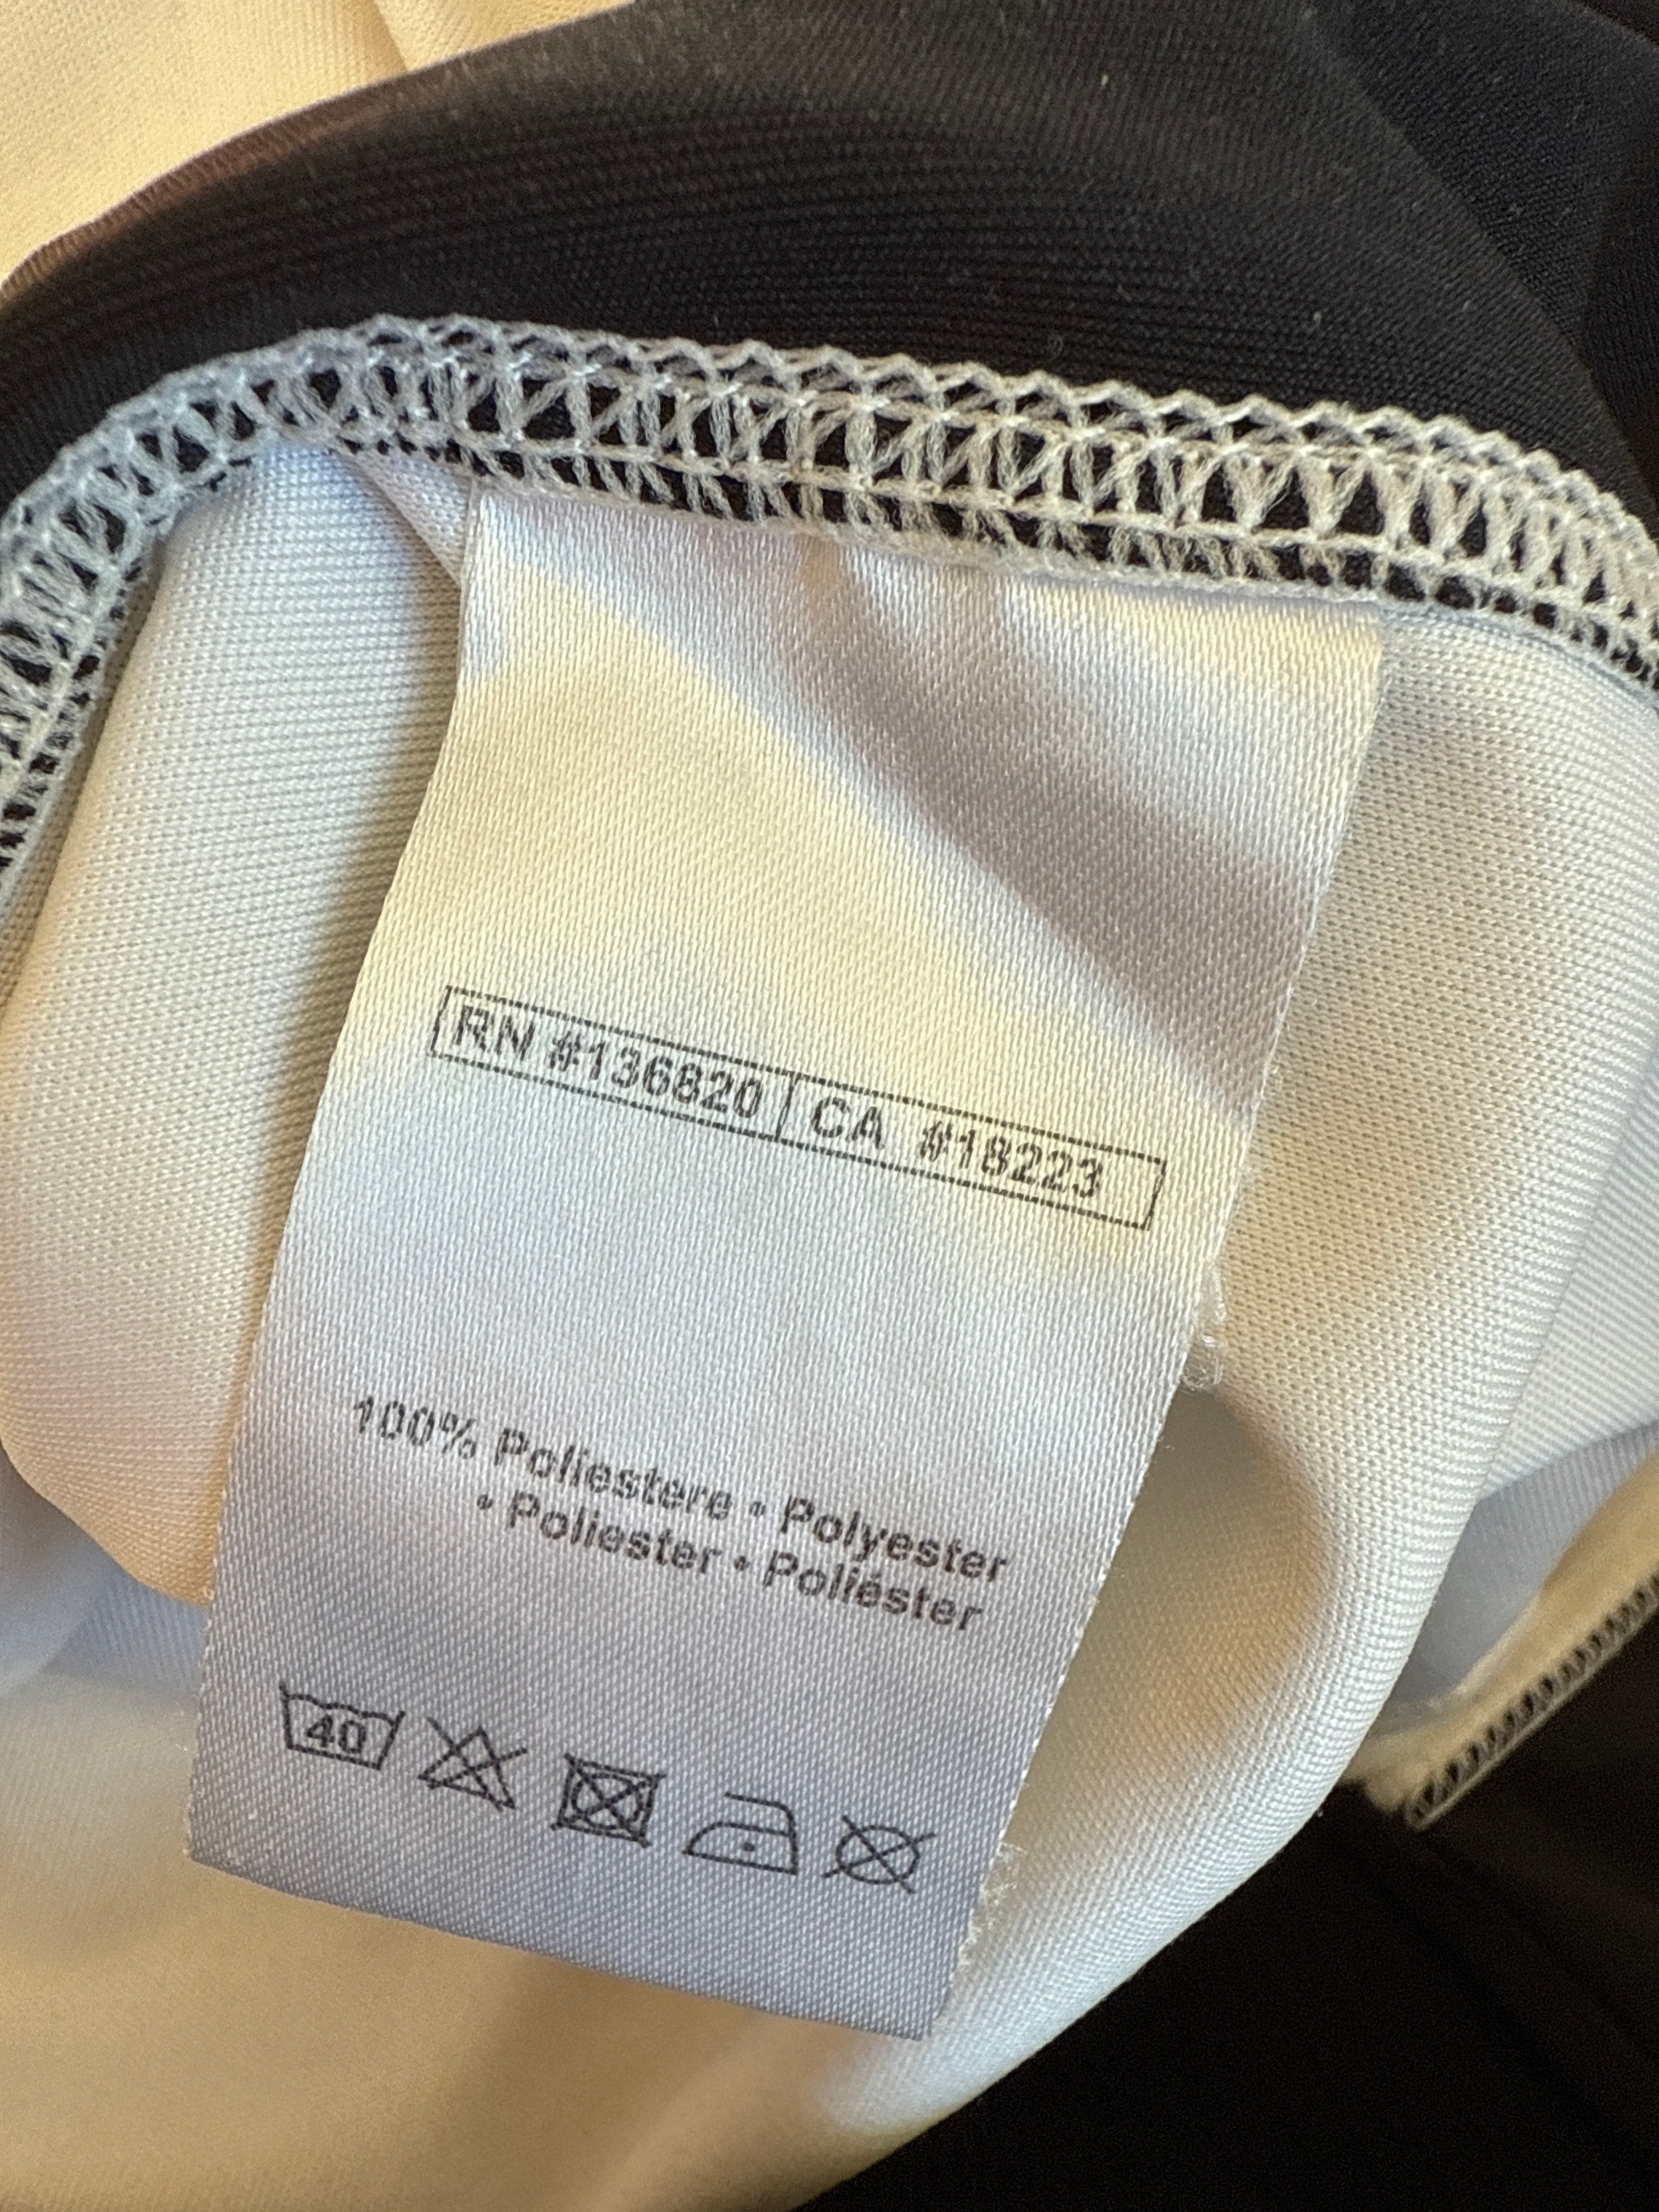 RN #136820 CA #18223
100% Poliestere • Polyester
• Poliester • Poliéster
40